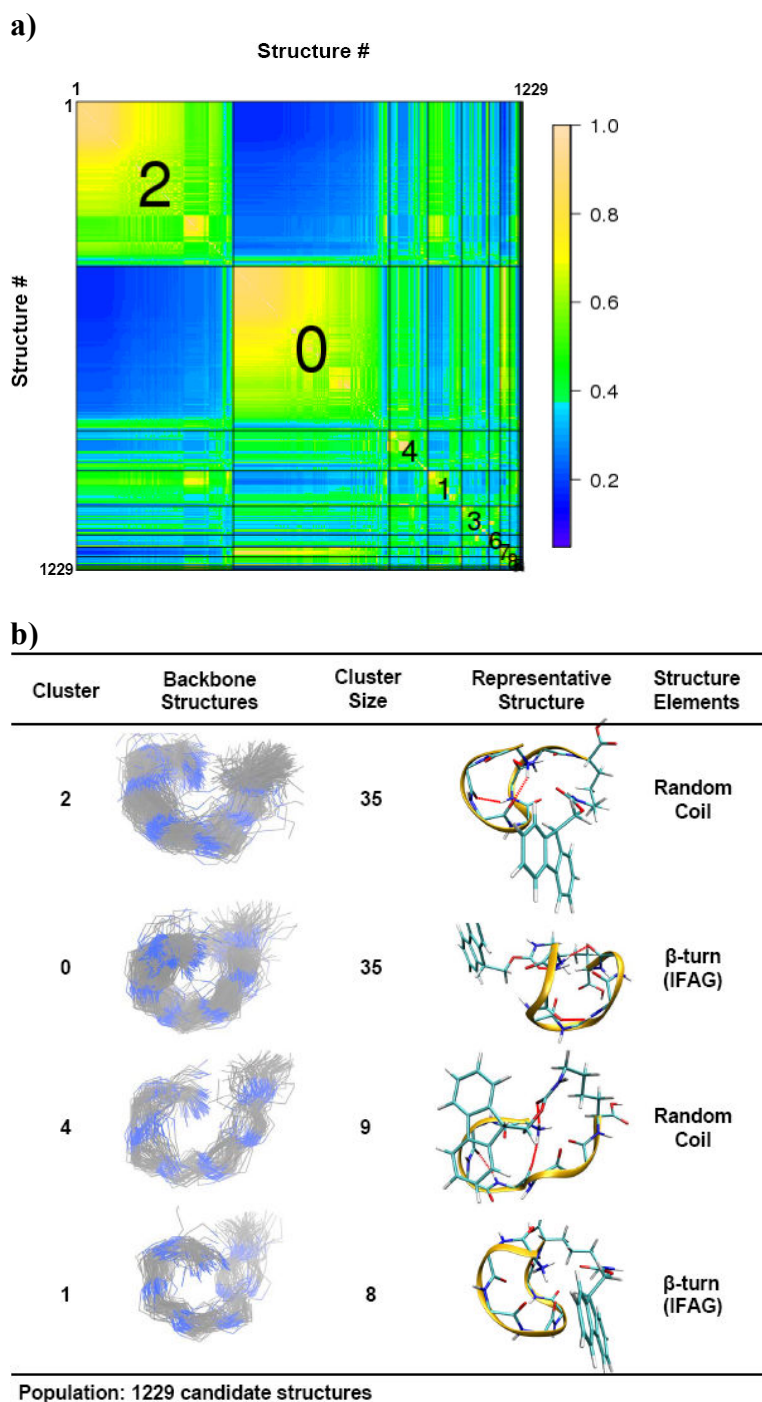 a)
Structure #
1 1229
1
1.0
0.8
0.6
0.4
0.2
2
0
4
1
3
6
7
Structure #
1229
b)
Cluster Backbone Structures Cluster Size Representative Structure Structure Elements
2 35 Random Coil
0 35 β-turn (IFAG)
4 9 Random Coil
1 8 β-turn (IFAG)
Population: 1229 candidate structures